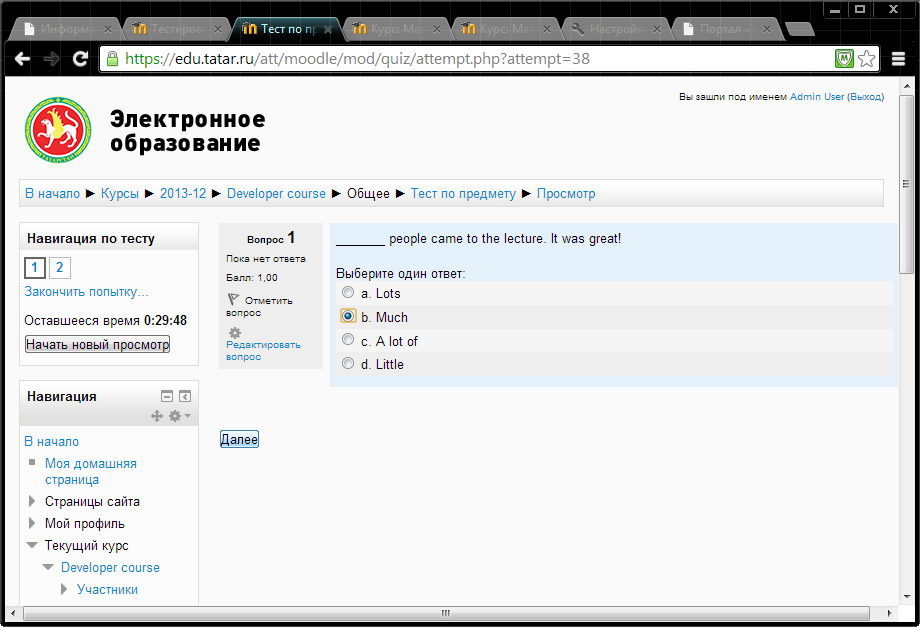 Информа
Тестиров
Тест по пр
Курс: Ма
Курс: Ма
Настрой
Портал -
https://edu.tatar.ru/att/moodle/mod/quiz/attempt.php?attempt=38
Вы зашли под именем Admin User (Выход)
ТАТАРСТАН
Электронное
образование
В начало ► Курсы ► 2013-12 ► Developer course ► Общее ► Тест по предмету ► Просмотр
Навигация по тесту
1 2
Закончить попытку...
Оставшееся время 0:29:48
Начать новый просмотр
Вопрос 1
Пока нет ответа
Балл: 1,00
Отметить
вопрос
Редактировать
вопрос
_______ people came to the lecture. It was great!
Выберите один ответ:
a. Lots
b. Much
c. A lot of
d. Little
Далее
Навигация
В начало
Моя домашняя
страница
Страницы сайта
Мой профиль
Текущий курс
Developer course
Участники